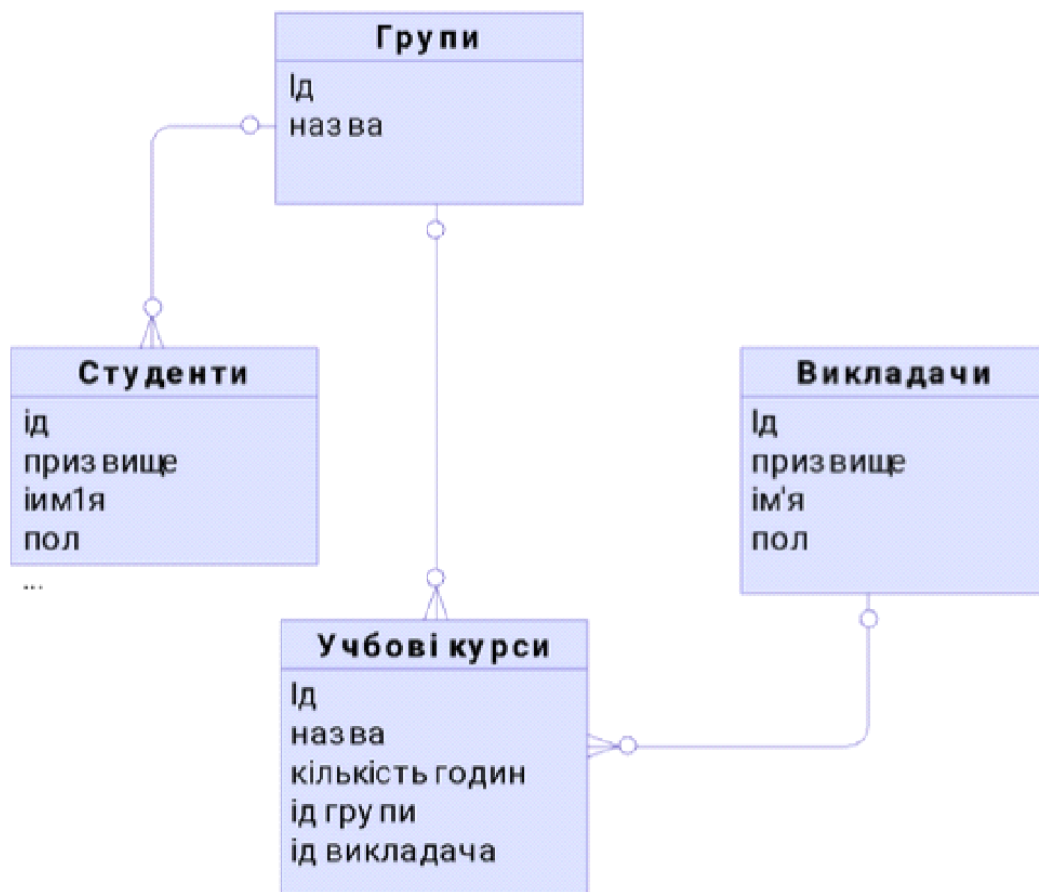 Групи
Ід
назва
Студенти
ід
призвище
іим1я
пол
...
Викладачи
Ід
призвище
ім'я
пол
Учбові курси
Ід
назва
кількість годин
ід групи
ід викладача